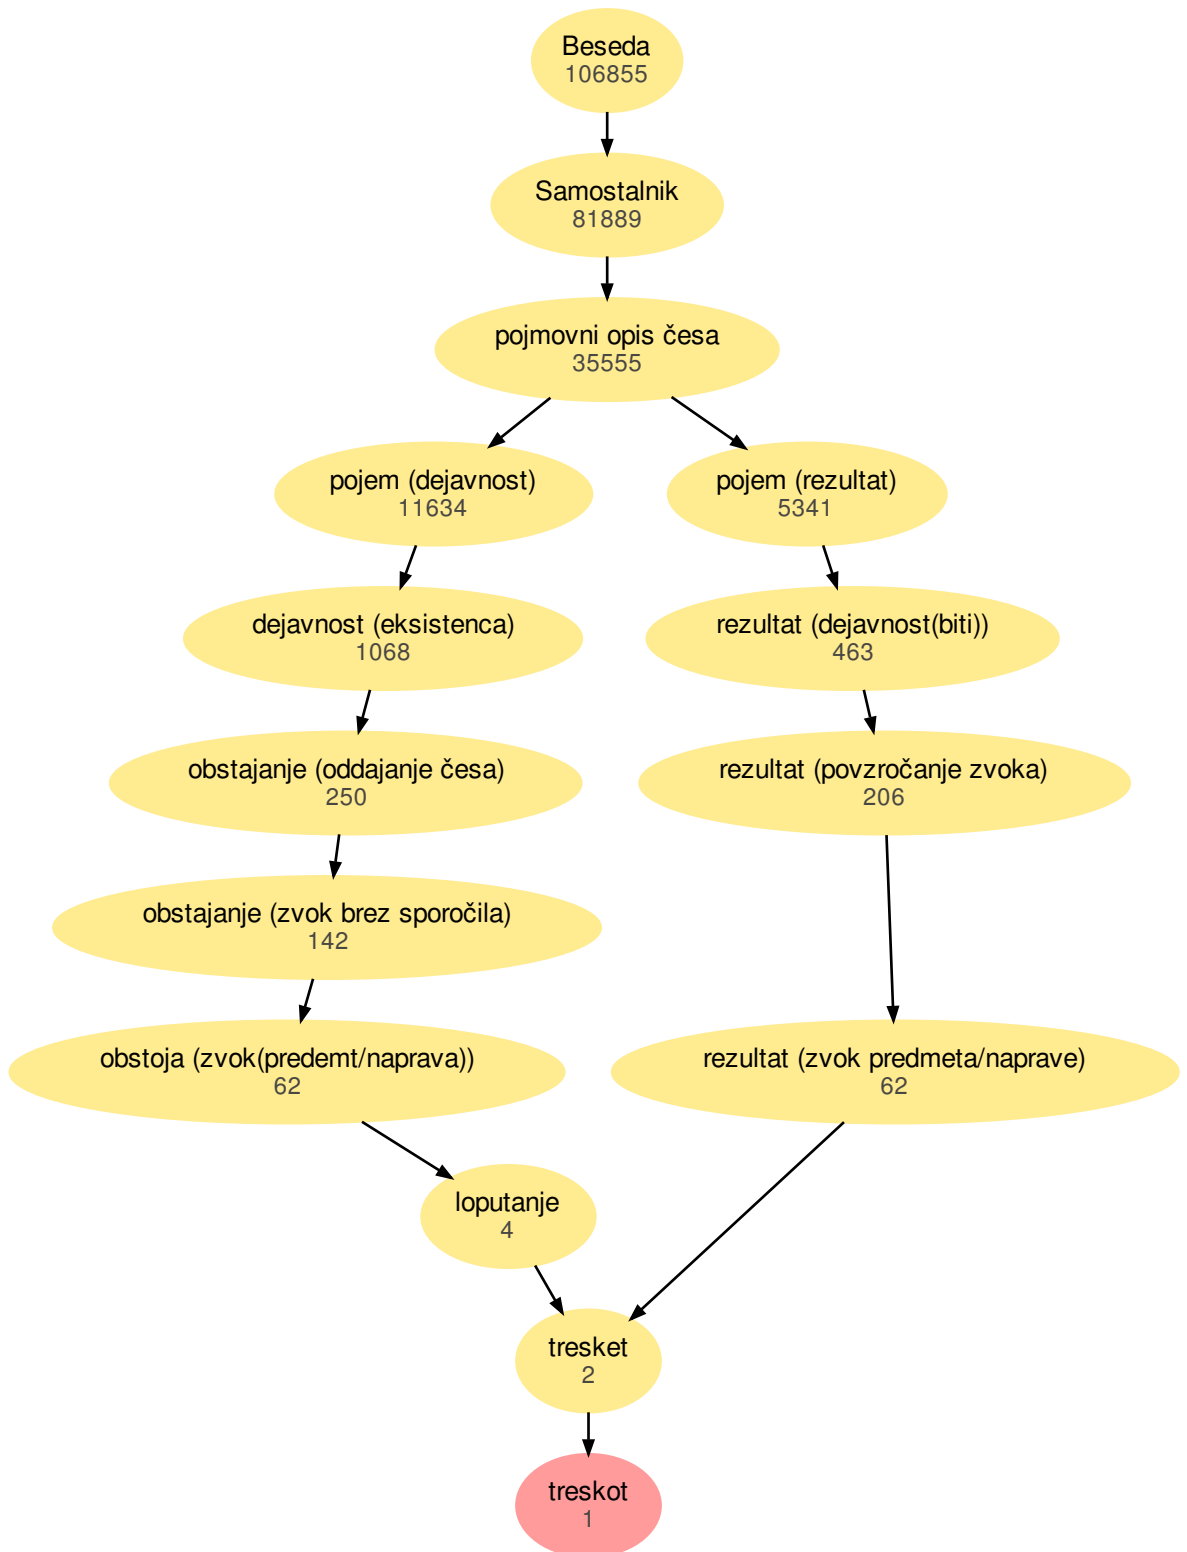 Beseda
106855
Samostalnik
81889
pojmovni opis česa
35555
pojem (dejavnost)
11634
pojem (rezultat)
5341
dejavnost (eksistenca)
1068
rezultat (dejavnost(biti))
463
obstajanje (oddajanje česa)
250
rezultat (povzročanje zvoka)
206
obstajanje (zvok brez sporočila)
142
obstoja (zvok(predemt/naprava))
62
rezultat (zvok predmeta/naprave)
62
loputanje
4
tresket
2
treskot
1